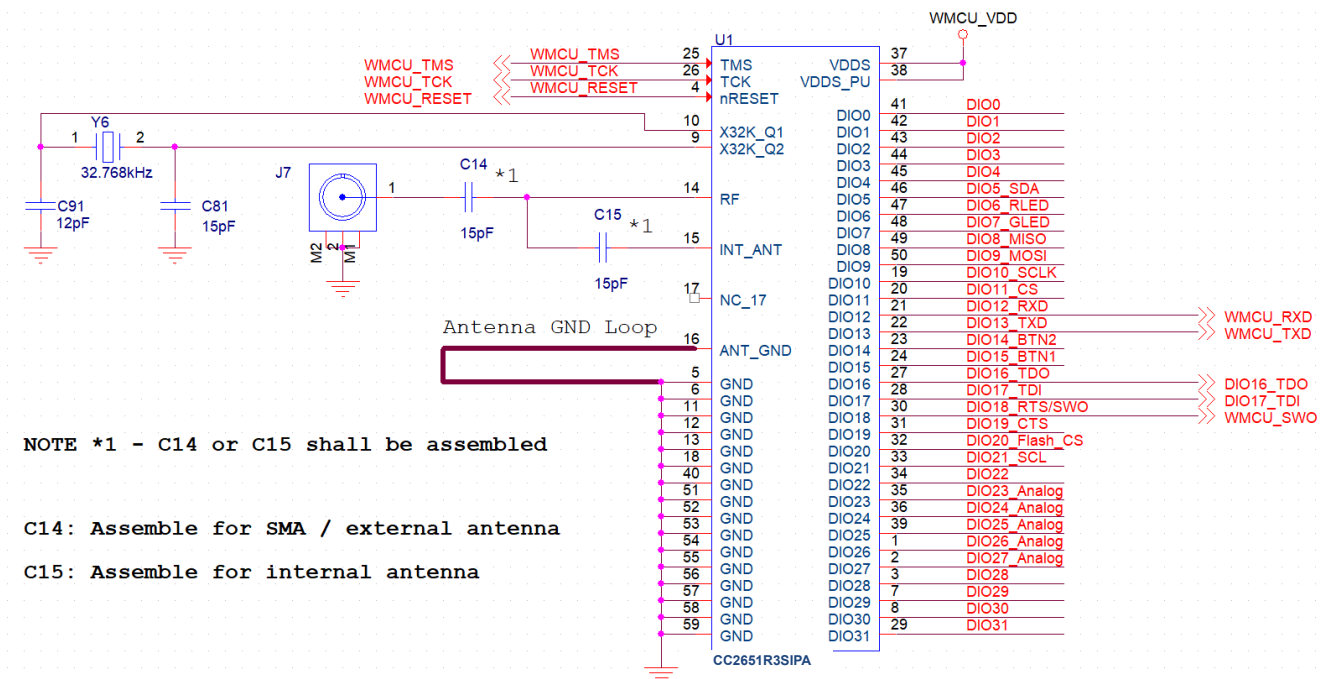 WMCU_VDD
U1
WMCU_TMS WMCU_TMS 25 TMS VDDS 37
WMCU_TCK WMCU_TCK 26 TCK VDDS_PU 38
WMCU_RESET WMCU_RESET 4 nRESET
DIO0 41 DIO0
10 X32K_Q1 DIO1 42 DIO1
9 X32K_Q2 DIO2 43 DIO2
Y6
1 2
32.768kHz
C91
12pF
C81
15pF
J7
1
M2 2 M1
C14 *1
15pF
C15 *1
15pF
DIO3 44 DIO3
DIO4 45 DIO4
14 RF DIO5 46 DIO5_SDA
DIO6 47 DIO6_RLED
DIO7 48 DIO7_GLED
15 INT_ANT DIO8 49 DIO8_MISO
DIO9 50 DIO9_MOSI
DIO10 19 DIO10_SCLK
17 NC_17 DIO11 20 DIO11_CS
DIO12 21 DIO12_RXD WMCU_RXD
DIO13 22 DIO13_TXD WMCU_TXD
Antenna GND Loop
16 ANT_GND DIO14 23 DIO14_BTN2
DIO15 24 DIO15_BTN1
5 GND DIO16 27 DIO16_TDO DIO16_TDO
6 GND DIO17 28 DIO17_TDI DIO17_TDI
11 GND DIO18 30 DIO18_RTS/SWO WMCU_SWO
12 GND DIO19 31 DIO19_CTS
13 GND DIO20 32 DIO20_Flash_CS
18 GND DIO21 33 DIO21_SCL
40 GND DIO22 34 DIO22
51 GND DIO23 35 DIO23_Analog
52 GND DIO24 36 DIO24_Analog
53 GND DIO25 39 DIO25_Analog
54 GND DIO26 1 DIO26_Analog
55 GND DIO27 2 DIO27_Analog
56 GND DIO28 3 DIO28
57 GND DIO29 7 DIO29
58 GND DIO30 8 DIO30
59 GND DIO31 29 DIO31
CC2651R3SIPA
NOTE *1 - C14 or C15 shall be assembled
C14: Assemble for SMA / external antenna
C15: Assemble for internal antenna